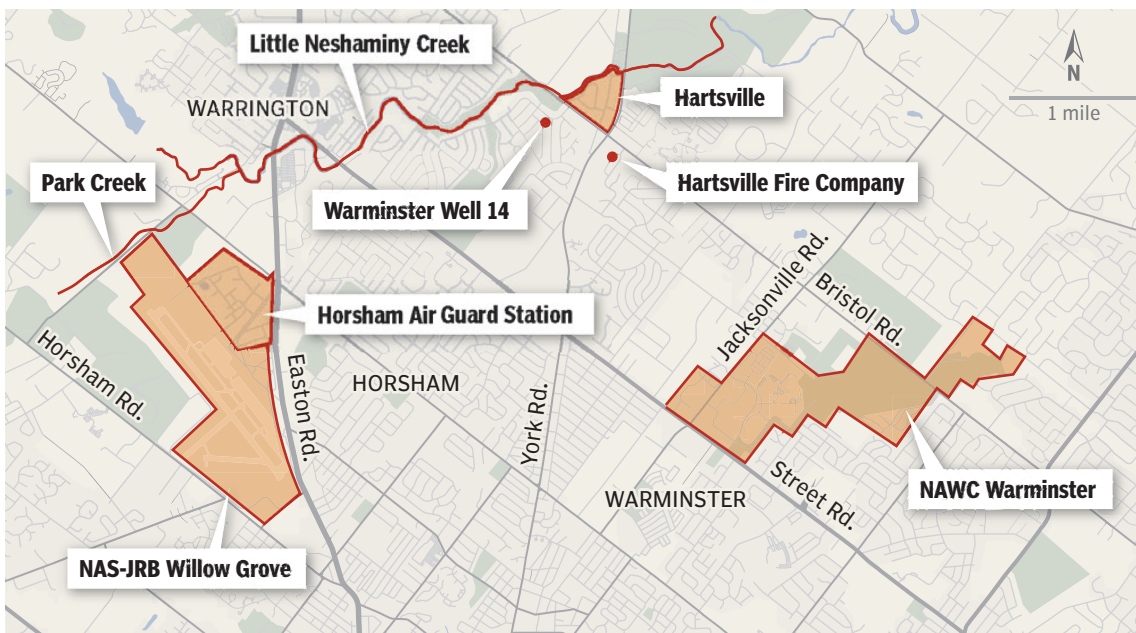 Little Neshaminy Creek
WARRINGTON
Hartsville
N
1 mile
Park Creek
Warminster Well 14
Hartsville Fire Company
Horsham Air Guard Station
Jacksonville Rd.
Bristol Rd.
Horsham Rd.
Easton Rd.
HORSHAM
York Rd.
WARMINSTER
Street Rd.
NAWC Warminster
NAS-JRB Willow Grove